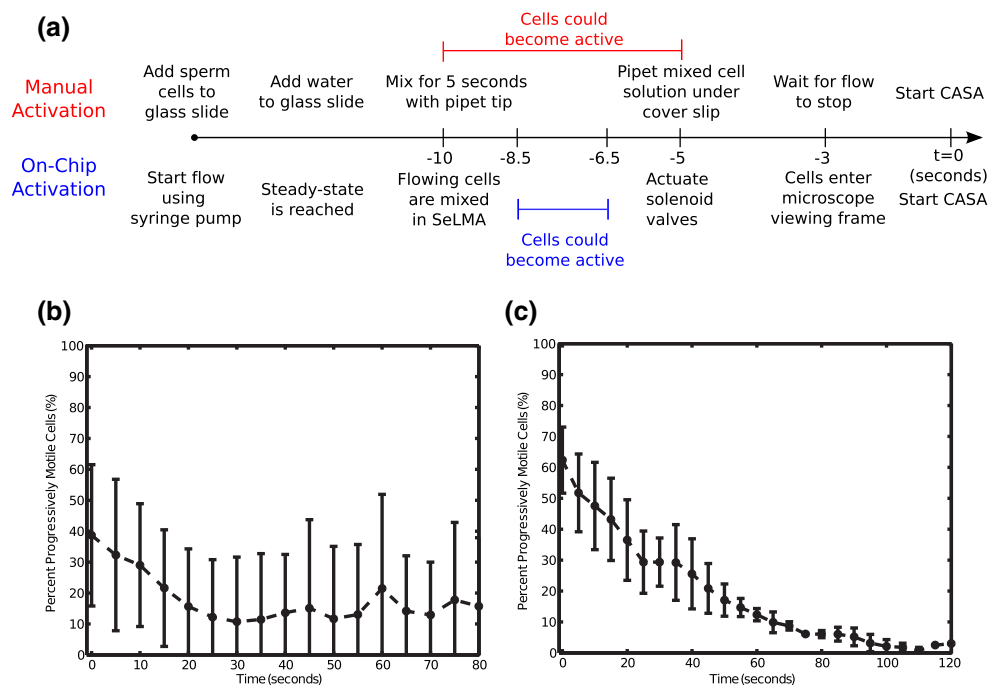 (a)
Cells could
become active
Manual
Activation
Add sperm
cells to
glass slide
Add water
to glass slide
Mix for 5 seconds
with pipet tip
Pipet mixed cell
solution under
cover slip
Wait for flow
to stop
Start CASA
-10
-8.5
-6.5
-5
-3
t=0
(seconds)
On-Chip
Activation
Start flow
using
syringe pump
Steady-state
is reached
Flowing cells
are mixed
in SeLMA
Actuate
solenoid
valves
Cells enter
microscope
viewing frame
Start CASA
Cells could
become active
(b)
Percent Progressively Motile Cells (%)
100
90
80
70
60
50
40
30
20
10
0
0 10 20 30 40 50 60 70 80
Time (seconds)
(c)
Percent Progressively Motile Cells (%)
100
90
80
70
60
50
40
30
20
10
0
0 20 40 60 80 100 120
Time (seconds)